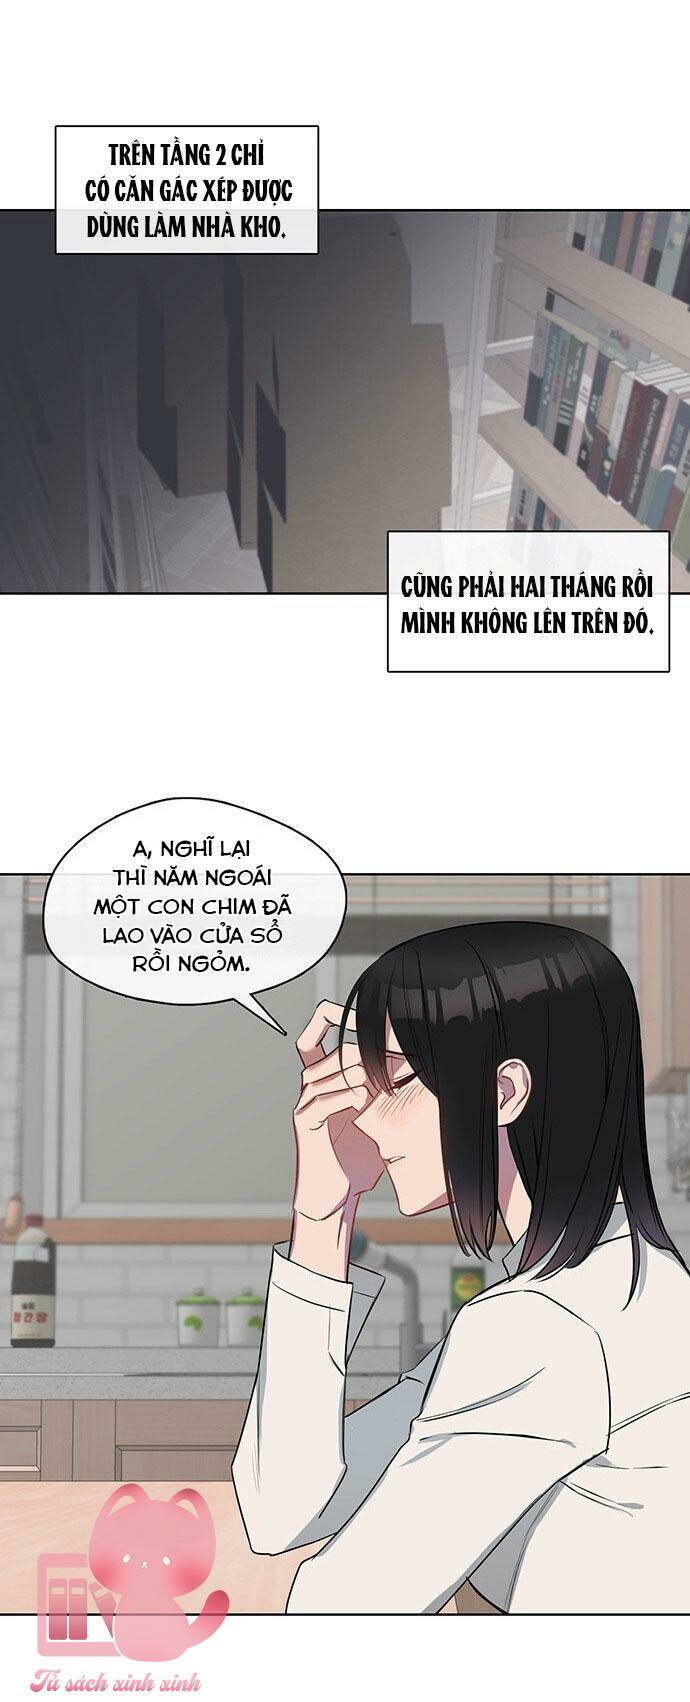 TRÊN TẦNG 2 CHỈ
CÓ CĂN GÁC XÉP ĐƯỢC
DÙNG LÀM NHÀ KHO.
CŨNG PHẢI HAI THÁNG RỒI
MÌNH KHÔNG LÊN TRÊN ĐÓ.
A, NGHĨ LẠI
THÌ NĂM NGOÁI
MỘT CON CHIM ĐÃ
LAO VÀO CỬA SỔ
RỒI NGỎM.
Tủ sách xinh xinh